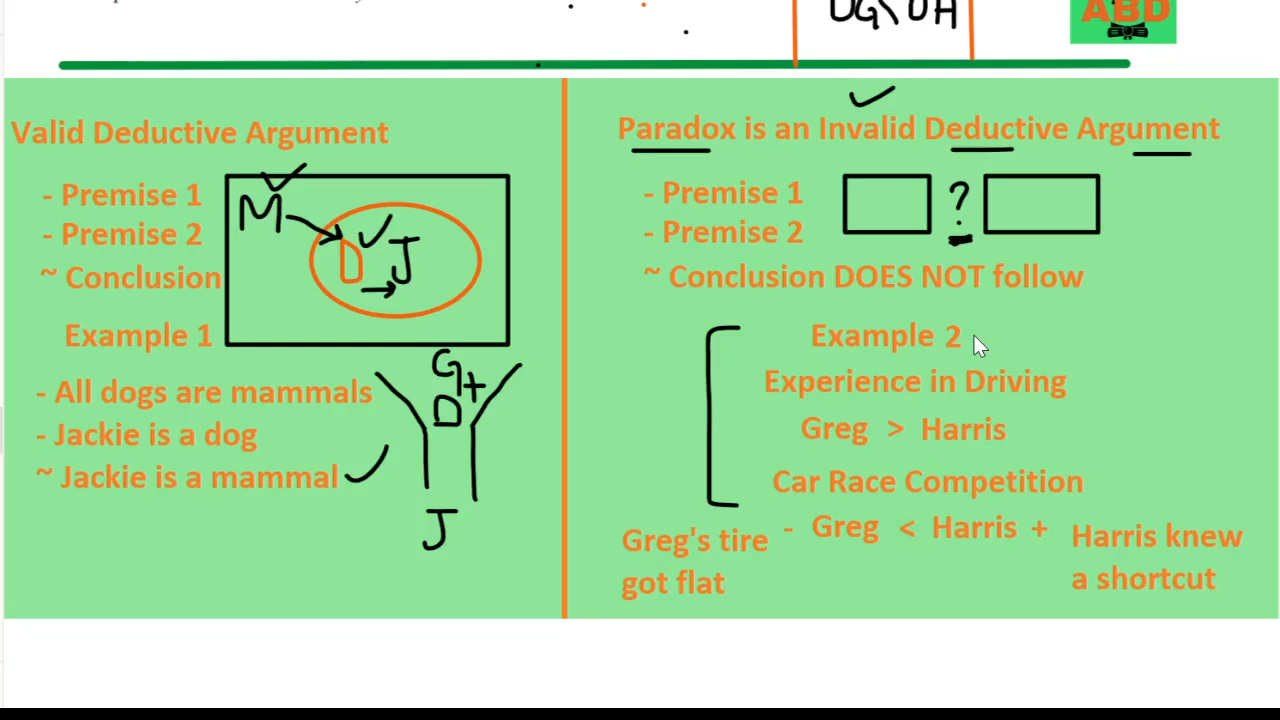 ABD
Valid Deductive Argument
- Premise 1
- Premise 2
~ Conclusion
M
D
J
Example 1
- All dogs are mammals
- Jackie is a dog
~ Jackie is a mammal
G+
D
J
Paradox is an Invalid Deductive Argument
- Premise 1
- Premise 2
?
~ Conclusion DOES NOT follow
Example 2
Experience in Driving
Greg > Harris
Car Race Competition
- Greg < Harris +
Greg's tire
got flat
Harris knew
a shortcut